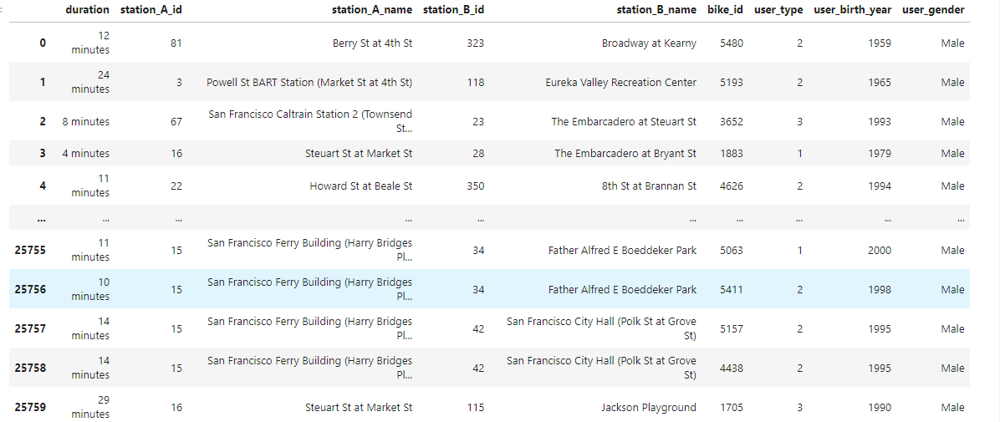 duration station_A_id station_A_name station_B_id station_B_name bike_id user_type user_birth_year user_gender
0 12 minutes 81 Berry St at 4th St 323 Broadway at Kearny 5480 2 1959 Male
1 24 minutes 3 Powell St BART Station (Market St at 4th St) 118 Eureka Valley Recreation Center 5193 2 1965 Male
2 8 minutes 67 San Francisco Caltrain Station 2 (Townsend St... 23 The Embarcadero at Steuart St 3652 3 1993 Male
3 4 minutes 16 Steuart St at Market St 28 The Embarcadero at Bryant St 1883 1 1979 Male
4 11 minutes 22 Howard St at Beale St 350 8th St at Brannan St 4626 2 1994 Male
... ... ... ... ... ... ... ... ... ...
25755 11 minutes 15 San Francisco Ferry Building (Harry Bridges Pl... 34 Father Alfred E Boeddeker Park 5063 1 2000 Male
25756 10 minutes 15 San Francisco Ferry Building (Harry Bridges Pl... 34 Father Alfred E Boeddeker Park 5411 2 1998 Male
25757 14 minutes 15 San Francisco Ferry Building (Harry Bridges Pl... 42 San Francisco City Hall (Polk St at Grove St) 5157 2 1995 Male
25758 14 minutes 15 San Francisco Ferry Building (Harry Bridges Pl... 42 San Francisco City Hall (Polk St at Grove St) 4438 2 1995 Male
25759 29 minutes 16 Steuart St at Market St 115 Jackson Playground 1705 3 1990 Male